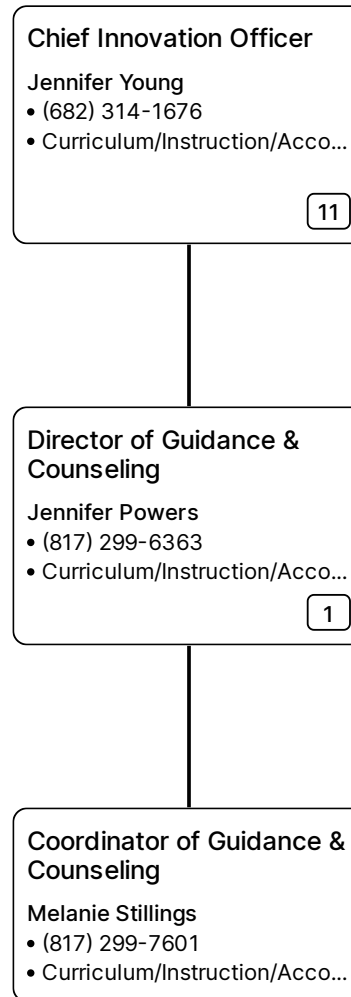 Chief Innovation Officer
Jennifer Young
• (682) 314-1676
• Curriculum/Instruction/Acco...
11
Director of Guidance &
Counseling
Jennifer Powers
• (817) 299-6363
• Curriculum/Instruction/Acco...
1
Coordinator of Guidance &
Counseling
Melanie Stillings
• (817) 299-7601
• Curriculum/Instruction/Acco...